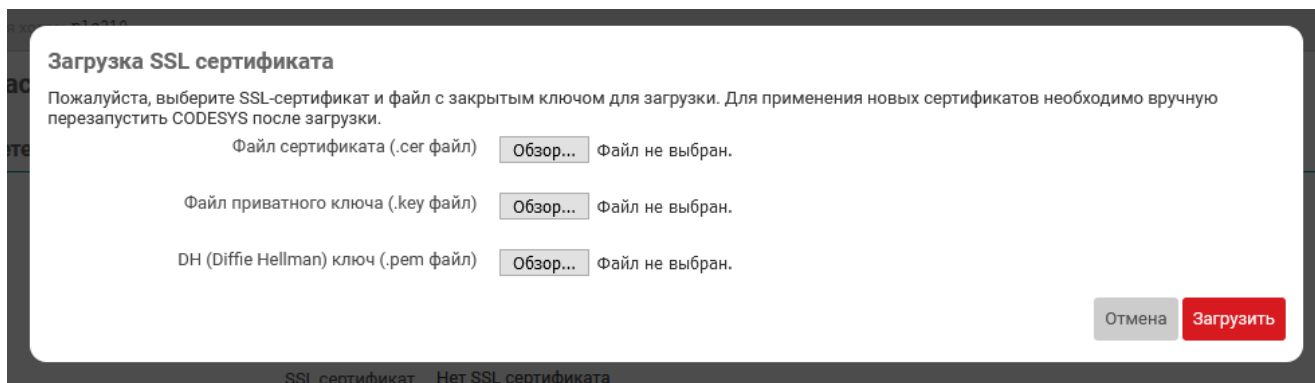 plc210
Загрузка SSL сертификата
Пожалуйста, выберите SSL-сертификат и файл с закрытым ключом для загрузки. Для применения новых сертификатов необходимо вручную
перезапустить CODESYS после загрузки.
Файл сертификата (.cer файл) Обзор... Файл не выбран.
Файл приватного ключа (.key файл) Обзор... Файл не выбран.
DH (Diffie Hellman) ключ (.pem файл) Обзор... Файл не выбран.
Отмена Загрузить
SSL сертификат Нет SSL сертификата